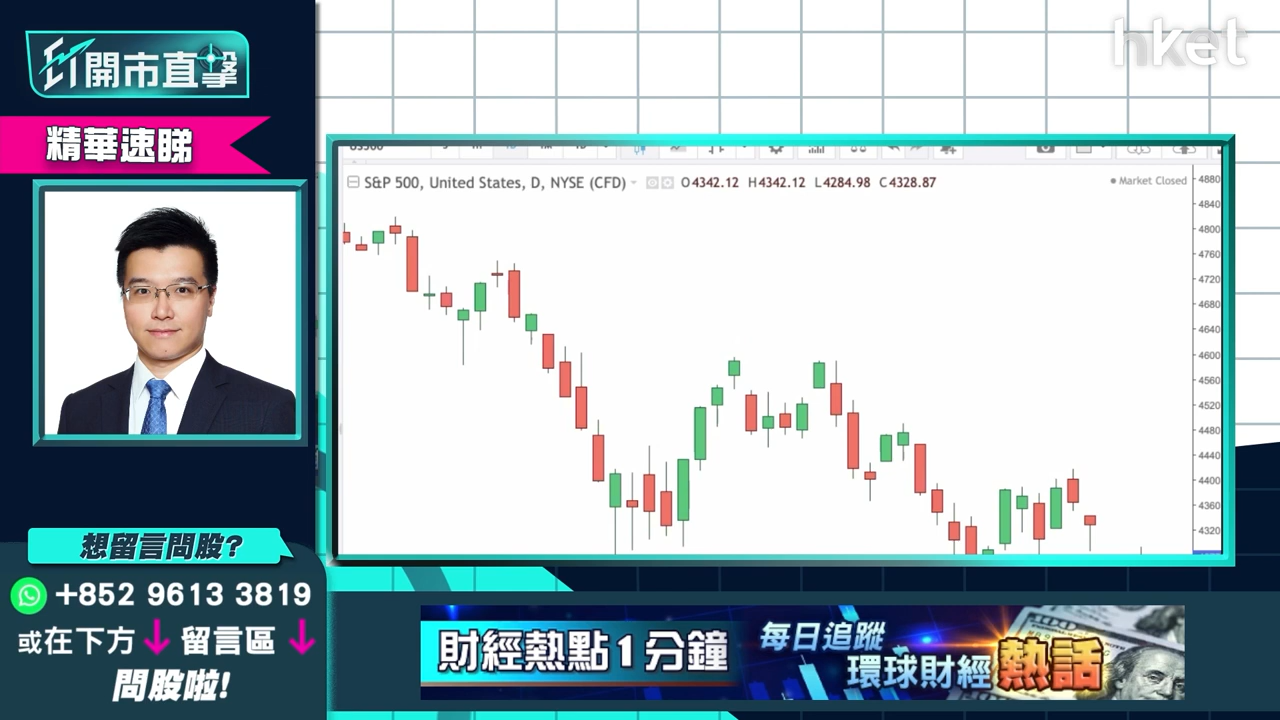 hket
ET開市直擊
精華速睇
S&P 500, United States, D, NYSE (CFD)
O4342.12 H4342.12 L4284.98 C4328.87
Market Closed
4880
4840
4800
4760
4720
4680
4640
4600
4560
4520
4480
4440
4400
4360
4320
想留言問股?
+852 9613 3819
或在下方↓留言區↓
問股啦!
財經熱點1分鐘
每日追蹤
環球財經熱話